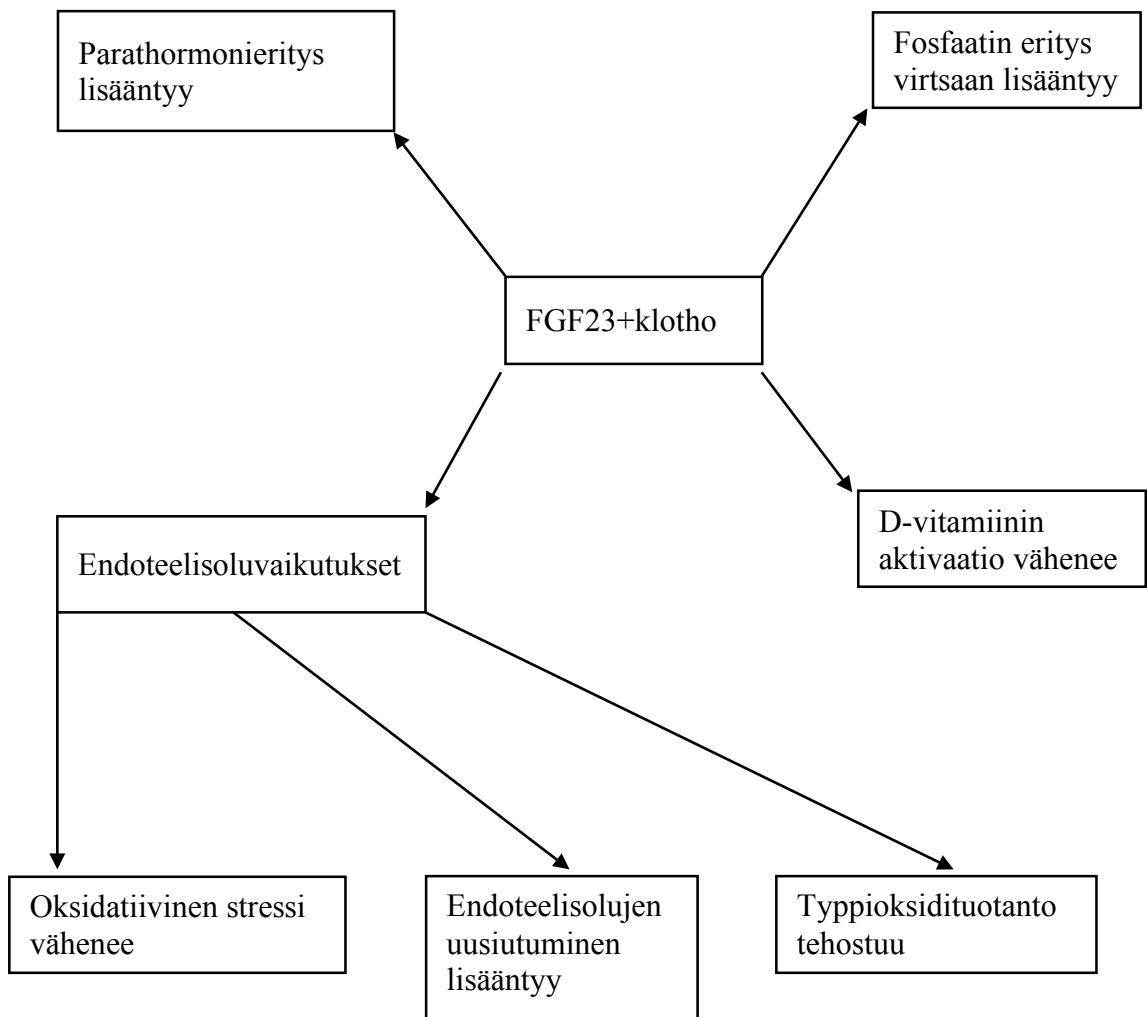 Parathormonieritys
lisääntyy
Fosfaatin eritys
virtsaan lisääntyy
FGF23+klotho
D-vitamiinin
aktivaatio vähenee
Endoteelisoluvaikutukset
Oksidatiivinen stressi
vähenee
Endoteelisolujen
uusiutuminen
lisääntyy
Typpioksidituotanto
tehostuu